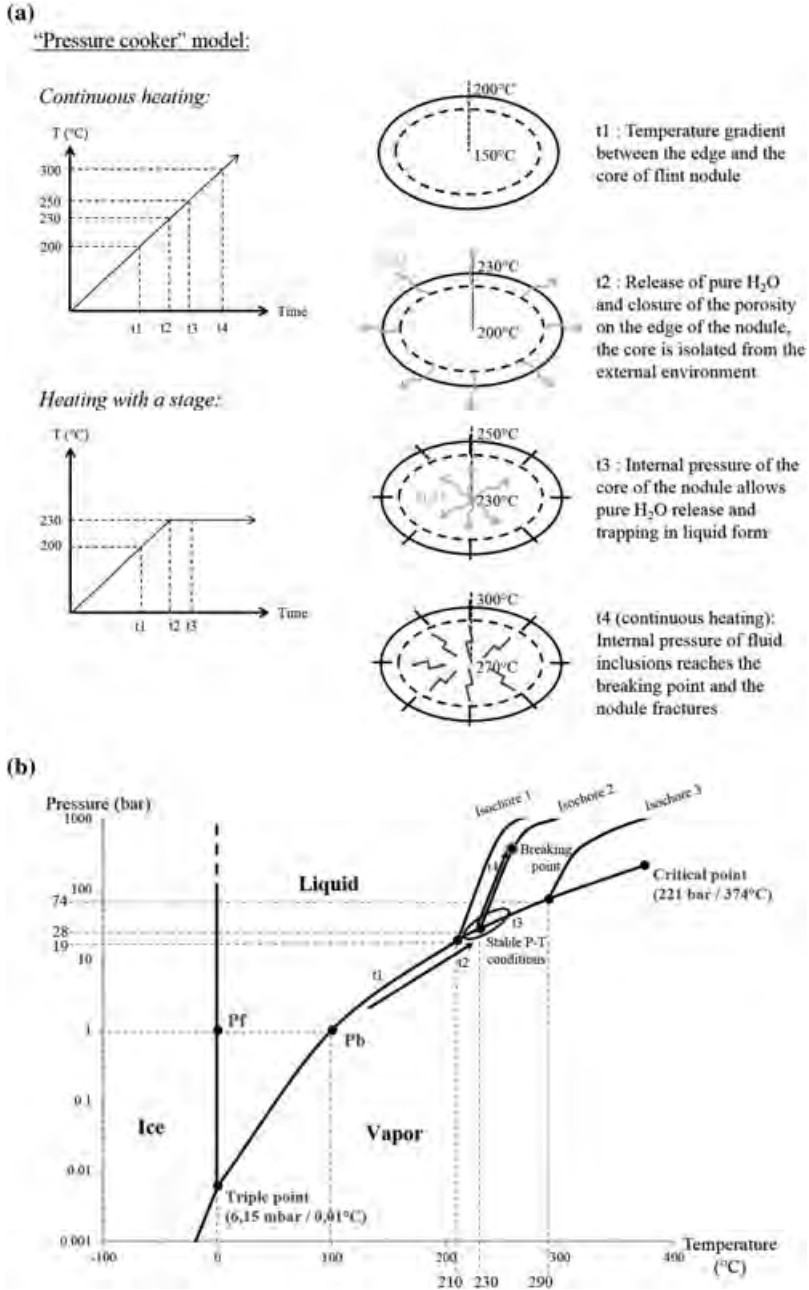 (a)
"Pressure cooker" model:
Continuous heating:
T (°C)
300
250
230
200
t1 t2 t3 t4
Time
200°C
150°C
t1 : Temperature gradient
between the edge and the
core of flint nodule
230°C
200°C
t2 : Release of pure H₂O
and closure of the porosity
on the edge of the nodule,
the core is isolated from the
external environment
Heating with a stage:
T (°C)
230
200
t1 t2 t3
Time
250°C
230°C
t3 : Internal pressure of the
core of the nodule allows
pure H₂O release and
trapping in liquid form
300°C
270°C
t4 (continuous heating):
Internal pressure of fluid
inclusions reaches the
breaking point and the
nodule fractures
(b)
Pressure (bar)
1000
100
74
28
19
10
1
0.1
0.01
0.001
Isochore 1
Isochore 2
Isochore 3
Breaking
point
Liquid
Critical point
(221 bar / 374°C)
t4
t3
Stable P-T
conditions
t1
t2
Pf
Pb
Ice
Vapor
Triple point
(6,15 mbar / 0,01°C)
-100 0 100 200 300 400
Temperature
(°C)
210 230 290